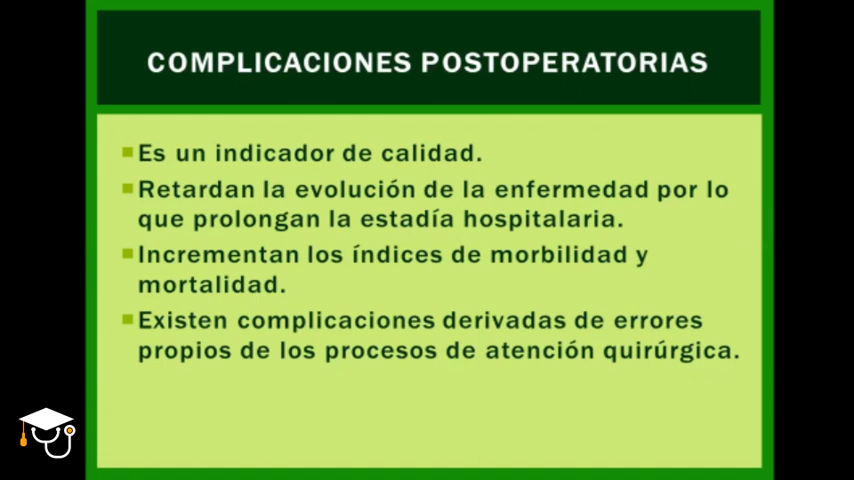 COMPLICACIONES POSTOPERATORIAS
Es un indicador de calidad.
Retardan la evolución de la enfermedad por lo
que prolongan la estadía hospitalaria.
Incrementan los índices de morbilidad y
mortalidad.
Existen complicaciones derivadas de errores
propios de los procesos de atención quirúrgica.